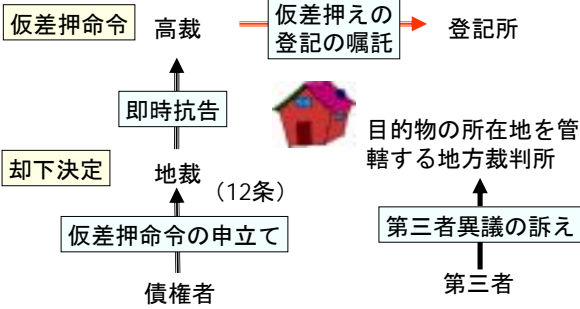 仮差押命令
高裁
仮差押えの
登記の嘱託
登記所
即時抗告
目的物の所在地を管
轄する地方裁判所
却下決定
地裁
（12条）
仮差押命令の申立て
第三者異議の訴え
債権者
第三者